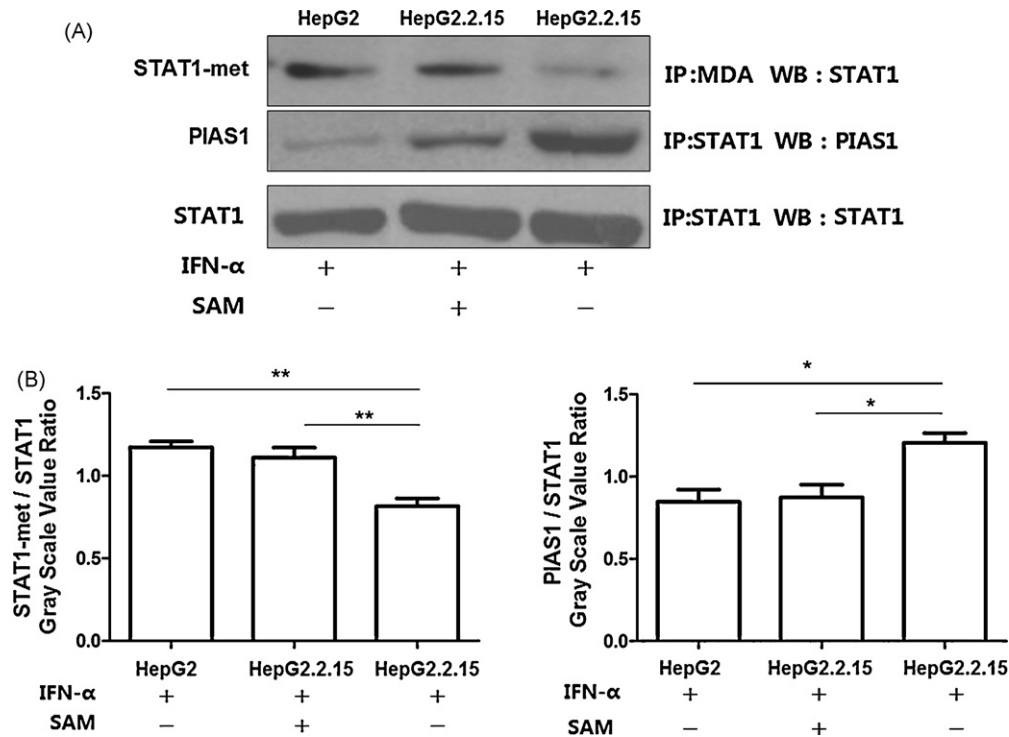 (A)
HepG2 HepG2.2.15 HepG2.2.15
STAT1-met IP:MDA WB : STAT1
PIAS1 IP:STAT1 WB : PIAS1
STAT1 IP:STAT1 WB : STAT1
IFN-α + + +
SAM − + −
(B)
STAT1-met / STAT1
Gray Scale Value Ratio
1.5
1.0
0.5
0.0
**
**
HepG2 HepG2.2.15 HepG2.2.15
IFN-α + + +
SAM − + −
PIAS1 / STAT1
Gray Scale Value Ratio
1.5
1.0
0.5
0.0
*
*
HepG2 HepG2.2.15 HepG2.2.15
IFN-α + + +
SAM − + −